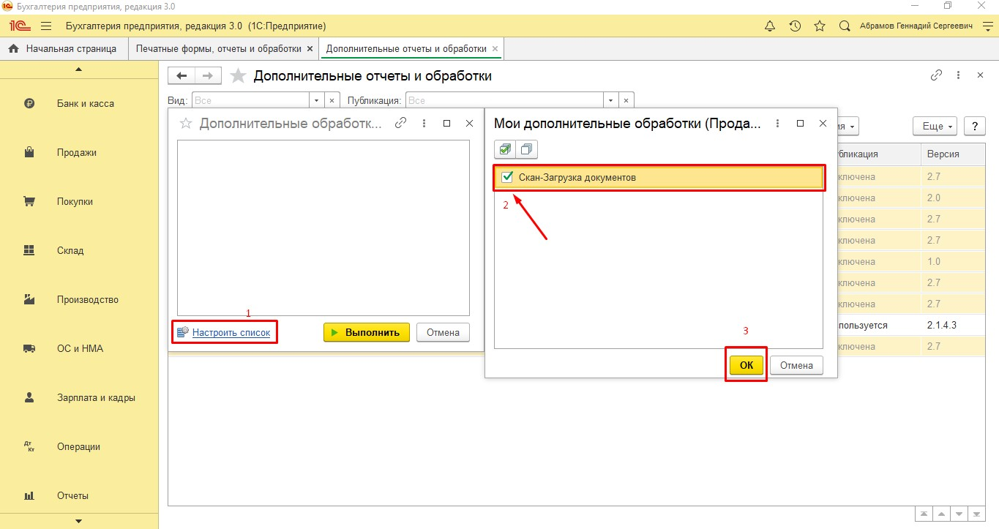 Бухгалтерия предприятия, редакция 3.0
Бухгалтерия предприятия, редакция 3.0 (1С:Предприятие)
Абрамов Геннадий Сергеевич
Начальная страница
Печатные формы, отчеты и обработки
Дополнительные отчеты и обработки
Банк и касса
Продажи
Покупки
Склад
Производство
ОС и НМА
Зарплата и кадры
Дт
Кт
Операции
Отчеты
Дополнительные отчеты и обработки
Вид: Все
Публикация: Все
Еще
?
Дополнительные обработк...
1
Настроить список
Выполнить
Отмена
Мои дополнительные обработки (Прода...
Скан-Загрузка документов
2
3
ОК
Отмена
бликация Версия
ключена 2.7
ключена 2.0
ключена 2.7
ключена 2.7
ключена 1.0
ключена 2.7
ключена 2.7
пользуется 2.1.4.3
ключена 2.7